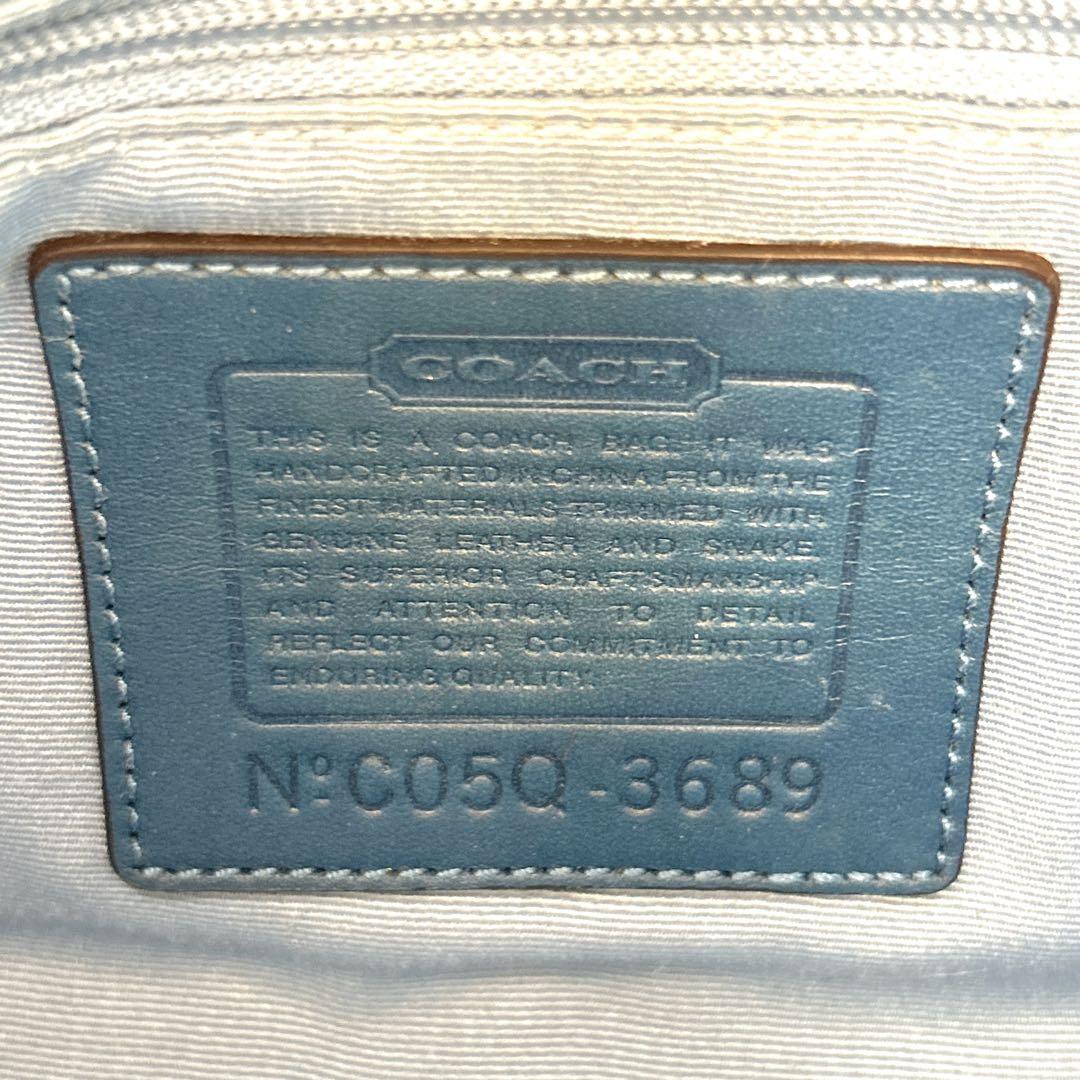 COACH
THIS IS A COACH BAG. IT WAS
HANDCRAFTED IN CHINA FROM THE
FINEST MATERIALS TRIMMED WITH
GENUINE LEATHER AND SNAKE.
ITS SUPERIOR CRAFTSMANSHIP
AND ATTENTION TO DETAIL
REFLECT OUR COMMITMENT TO
ENDURING QUALITY.
Nº C05Q-3689